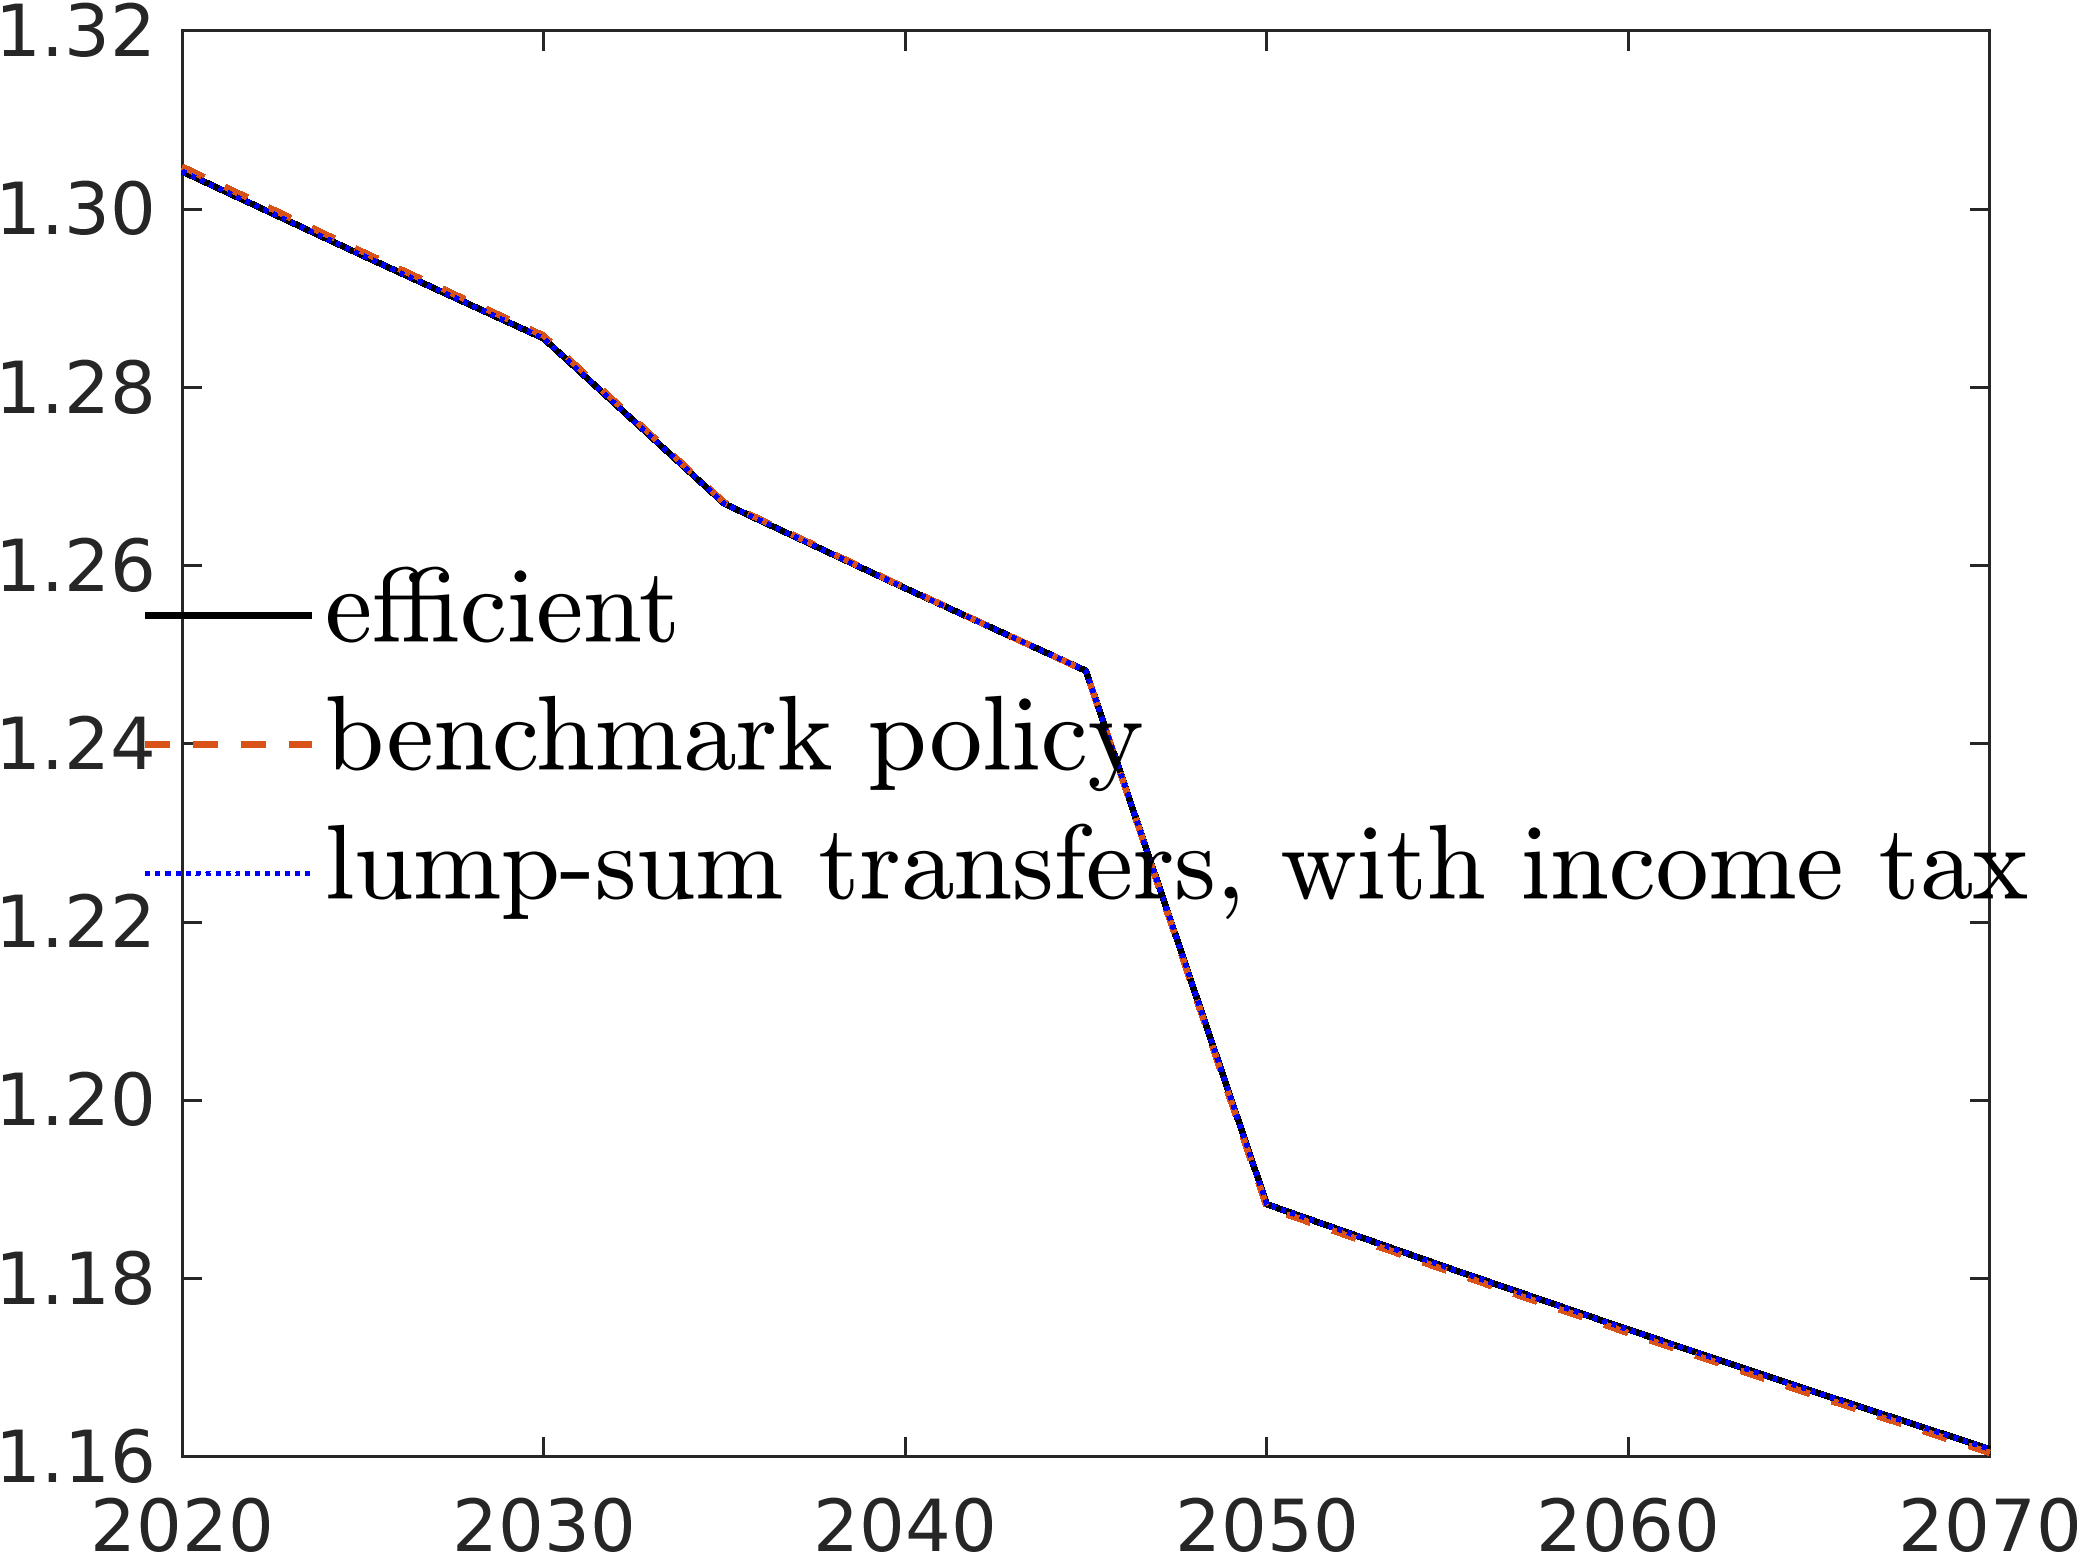 1.32
1.30
1.28
1.26
efficient
benchmark policy
1.24
lump-sum transfers, with income tax
1.22
1.20
1.18
1.16
2020 2030 2040 2050 2060 2070